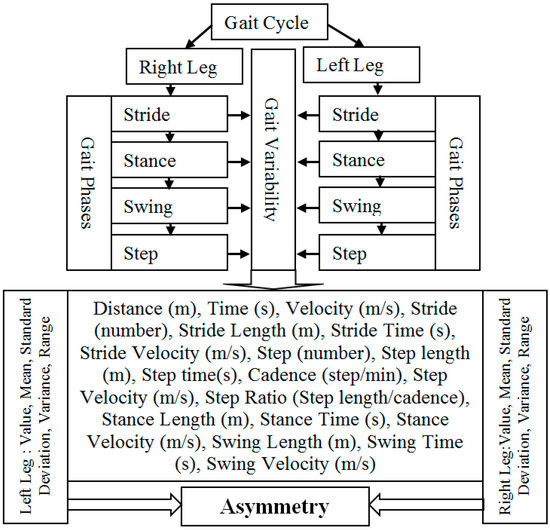 Gait Cycle
Right Leg
Left Leg
Gait Phases
Stride
Stance
Swing
Step
Gait Variability
Stride
Stance
Swing
Step
Gait Phases
Left Leg : Value, Mean, Standard
Deviation, Variance, Range
Distance (m), Time (s), Velocity (m/s), Stride
(number), Stride Length (m), Stride Time (s),
Stride Velocity (m/s), Step (number), Step length
(m), Step time(s), Cadence (step/min), Step
Velocity (m/s), Step Ratio (Step length/cadence),
Stance Length (m), Stance Time (s), Stance
Velocity (m/s), Swing Length (m), Swing Time
(s), Swing Velocity (m/s)
Right Leg: Value, Mean, Standard
Deviation, Variance, Range
Asymmetry